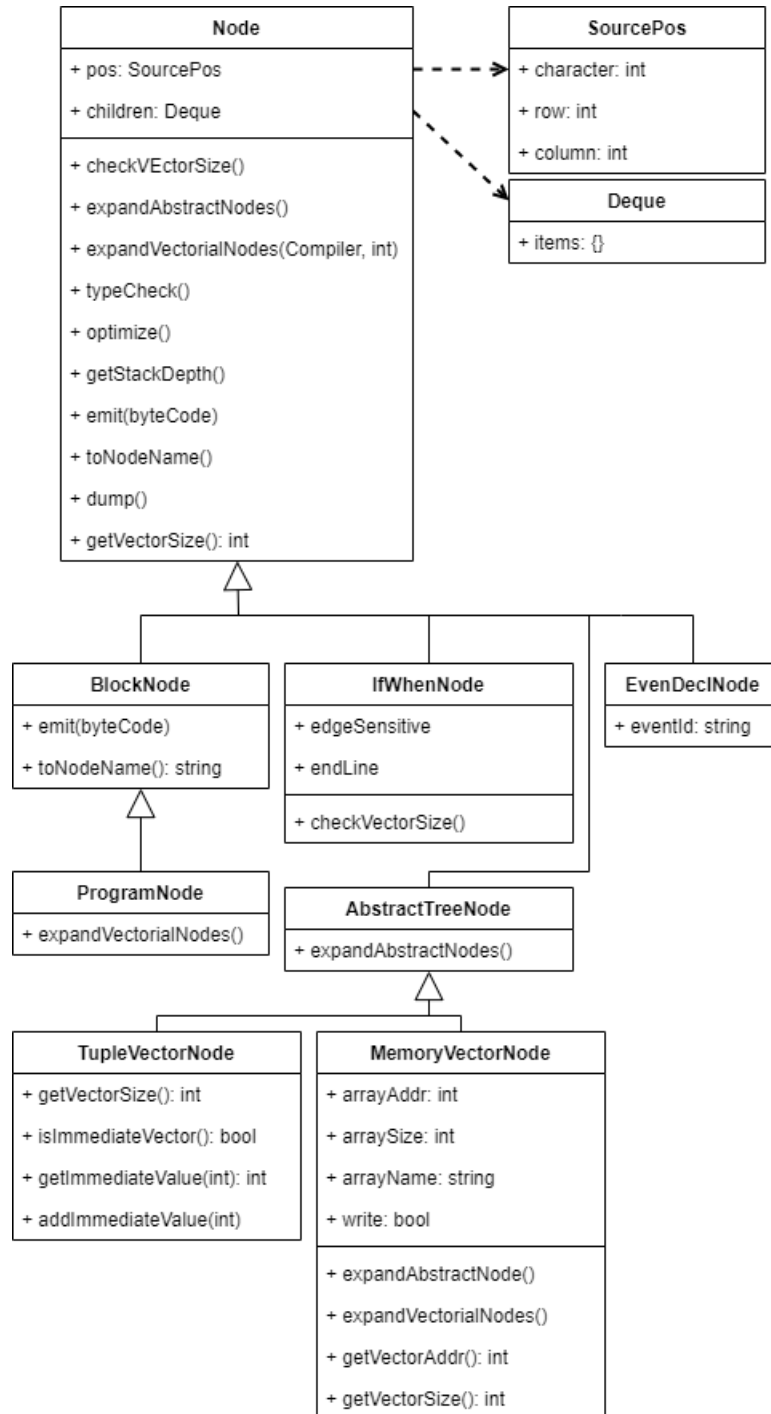 Node
+ pos: SourcePos
+ children: Deque
+ checkVEctorSize()
+ expandAbstractNodes()
+ expandVectorialNodes(Compiler, int)
+ typeCheck()
+ optimize()
+ getStackDepth()
+ emit(byteCode)
+ toNodeName()
+ dump()
+ getVectorSize(): int
SourcePos
+ character: int
+ row: int
+ column: int
Deque
+ items: {}
BlockNode
+ emit(byteCode)
+ toNodeName(): string
IfWhenNode
+ edgeSensitive
+ endLine
+ checkVectorSize()
EvenDeclNode
+ eventId: string
ProgramNode
+ expandVectorialNodes()
AbstractTreeNode
+ expandAbstractNodes()
TupleVectorNode
+ getVectorSize(): int
+ isImmediateVector(): bool
+ getImmediateValue(int): int
+ addImmediateValue(int)
MemoryVectorNode
+ arrayAddr: int
+ arraySize: int
+ arrayName: string
+ write: bool
+ expandAbstractNode()
+ expandVectorialNodes()
+ getVectorAddr(): int
+ getVectorSize(): int